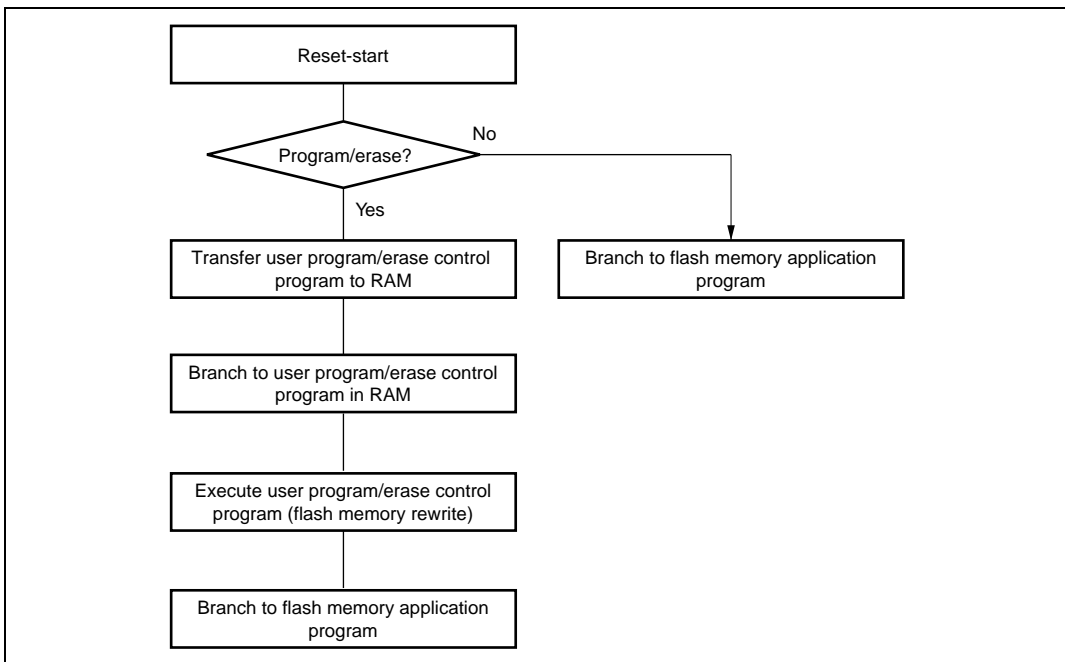 Reset-start
Program/erase?
No
Yes
Transfer user program/erase control
program to RAM
Branch to flash memory application
program
Branch to user program/erase control
program in RAM
Execute user program/erase control
program (flash memory rewrite)
Branch to flash memory application
program